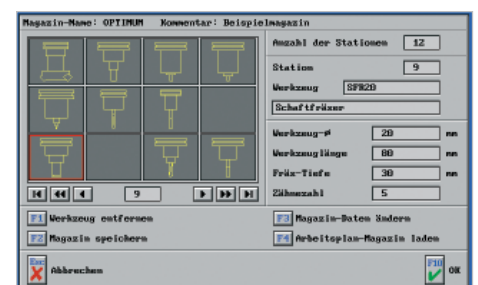 Magazin-Name: OPTIMUM Kommentar: Beispielmagazin
Anzahl der Stationen 12
Station 9
Werkzeug SFR20
Schaftfräser
Werkzeug-ø 20 mm
Werkzeuglänge 80 mm
Fräs-Tiefe 30 mm
Zähnezahl 5
9
F1 Werkzeug entfernen
F3 Magazin-Daten ändern
F2 Magazin speichern
F4 Arbeitsplan-Magazin laden
Esc Abbrechen
F10 OK